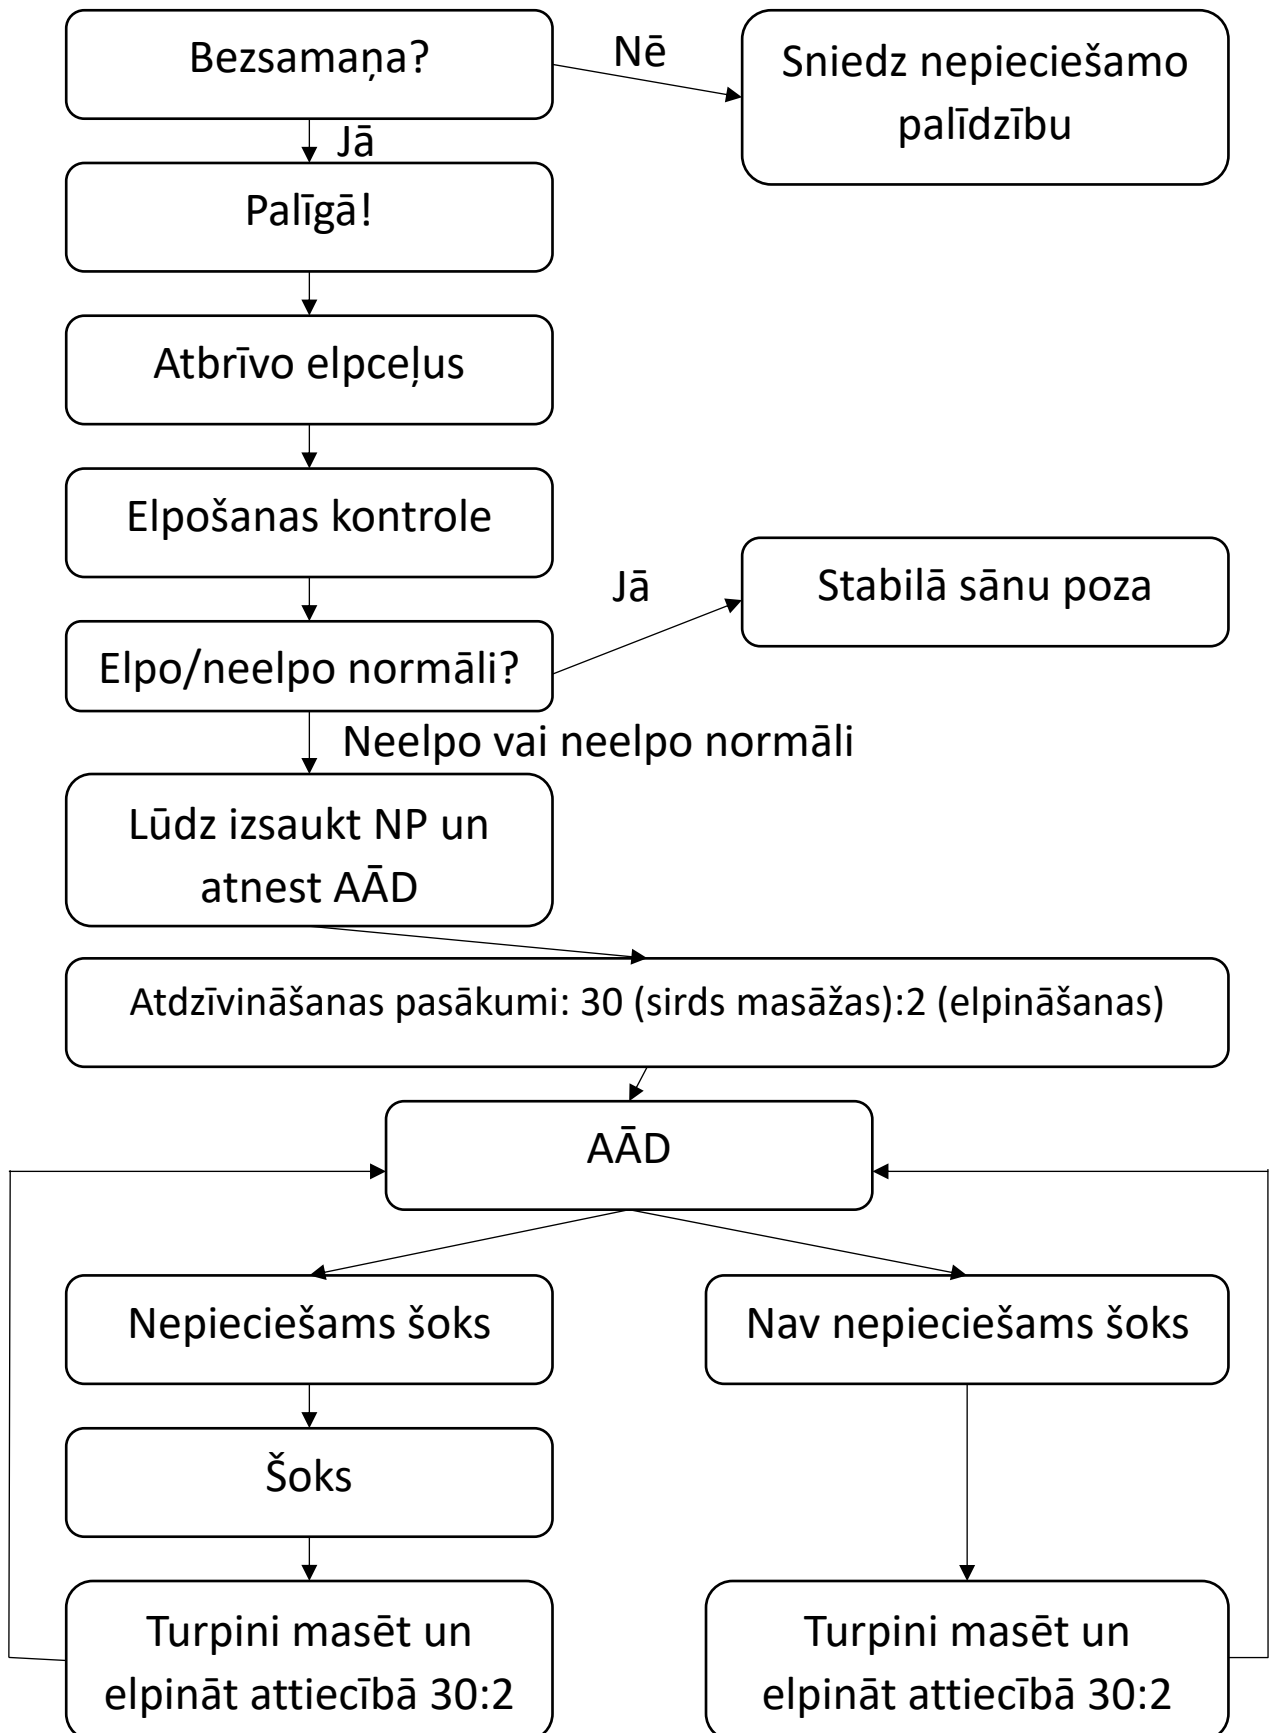 Bezsamaņa?
Nē
Sniedz nepieciešamo
palīdzību
Jā
Palīgā!
Atbrīvo elpceļus
Elpošanas kontrole
Jā
Stabilā sānu poza
Elpo/neelpo normāli?
Neelpo vai neelpo normāli
Lūdz izsaukt NP un
atnest AĀD
Atdzīvināšanas pasākumi: 30 (sirds masāžas):2 (elpināšanas)
AĀD
Nepieciešams šoks
Nav nepieciešams šoks
Šoks
Turpini masēt un
elpināt attiecībā 30:2
Turpini masēt un
elpināt attiecībā 30:2